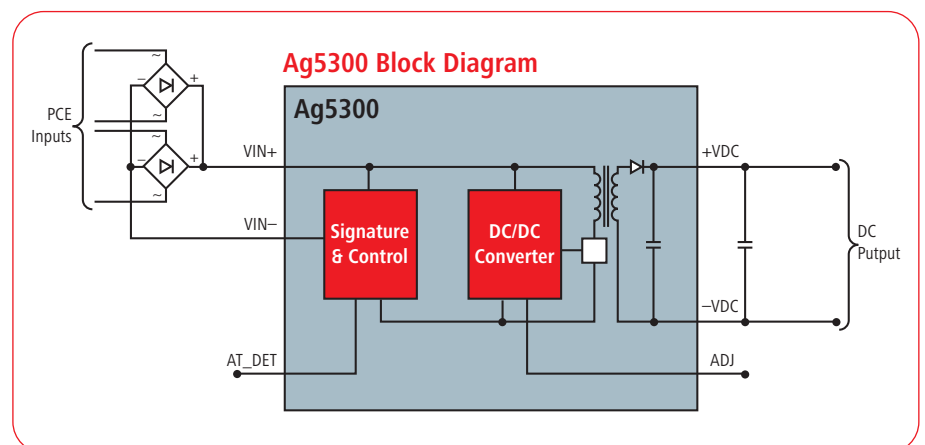 Ag5300 Block Diagram
Ag5300
PCE
Inputs
~
–
+
~
~
–
+
~
VIN+
VIN–
Signature
& Control
DC/DC
Converter
+VDC
–VDC
DC
Putput
AT_DET
ADJ